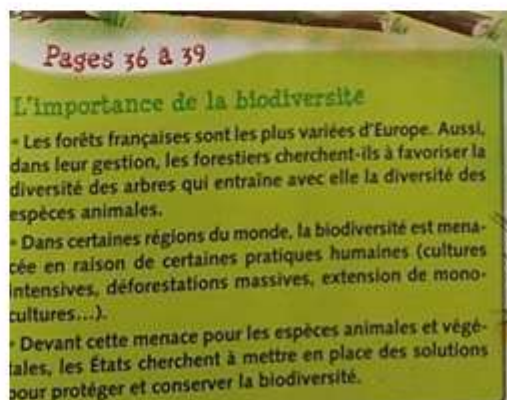 Pages 36 à 39
L'importance de la biodiversité
• Les forêts françaises sont les plus variées d'Europe. Aussi,
dans leur gestion, les forestiers cherchent-ils à favoriser la
diversité des arbres qui entraîne avec elle la diversité des
espèces animales.
• Dans certaines régions du monde, la biodiversité est mena-
cée en raison de certaines pratiques humaines (cultures
intensives, déforestations massives, extension de mono-
cultures...).
• Devant cette menace pour les espèces animales et végé-
tales, les États cherchent à mettre en place des solutions
pour protéger et conserver la biodiversité.